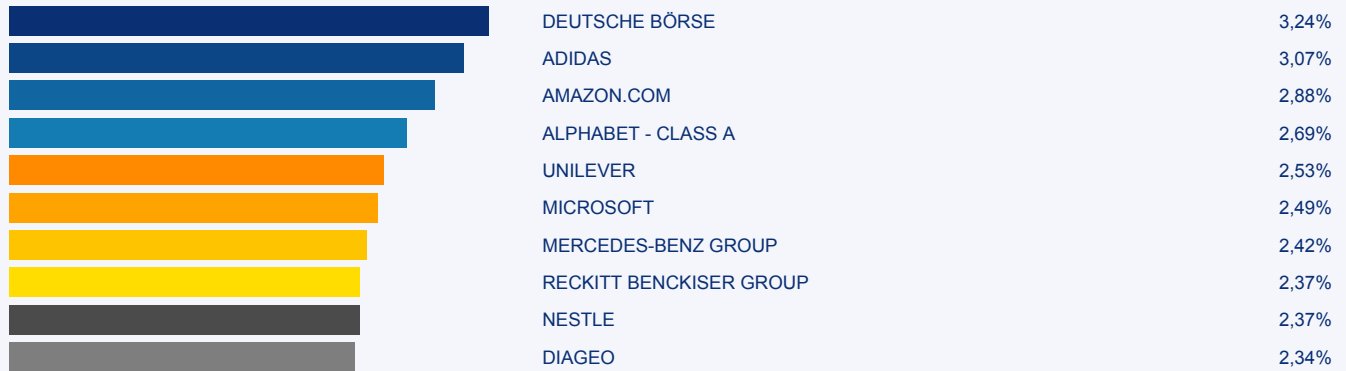 DEUTSCHE BÖRSE 3,24%
ADIDAS 3,07%
AMAZON.COM 2,88%
ALPHABET - CLASS A 2,69%
UNILEVER 2,53%
MICROSOFT 2,49%
MERCEDES-BENZ GROUP 2,42%
RECKITT BENCKISER GROUP 2,37%
NESTLE 2,37%
DIAGEO 2,34%